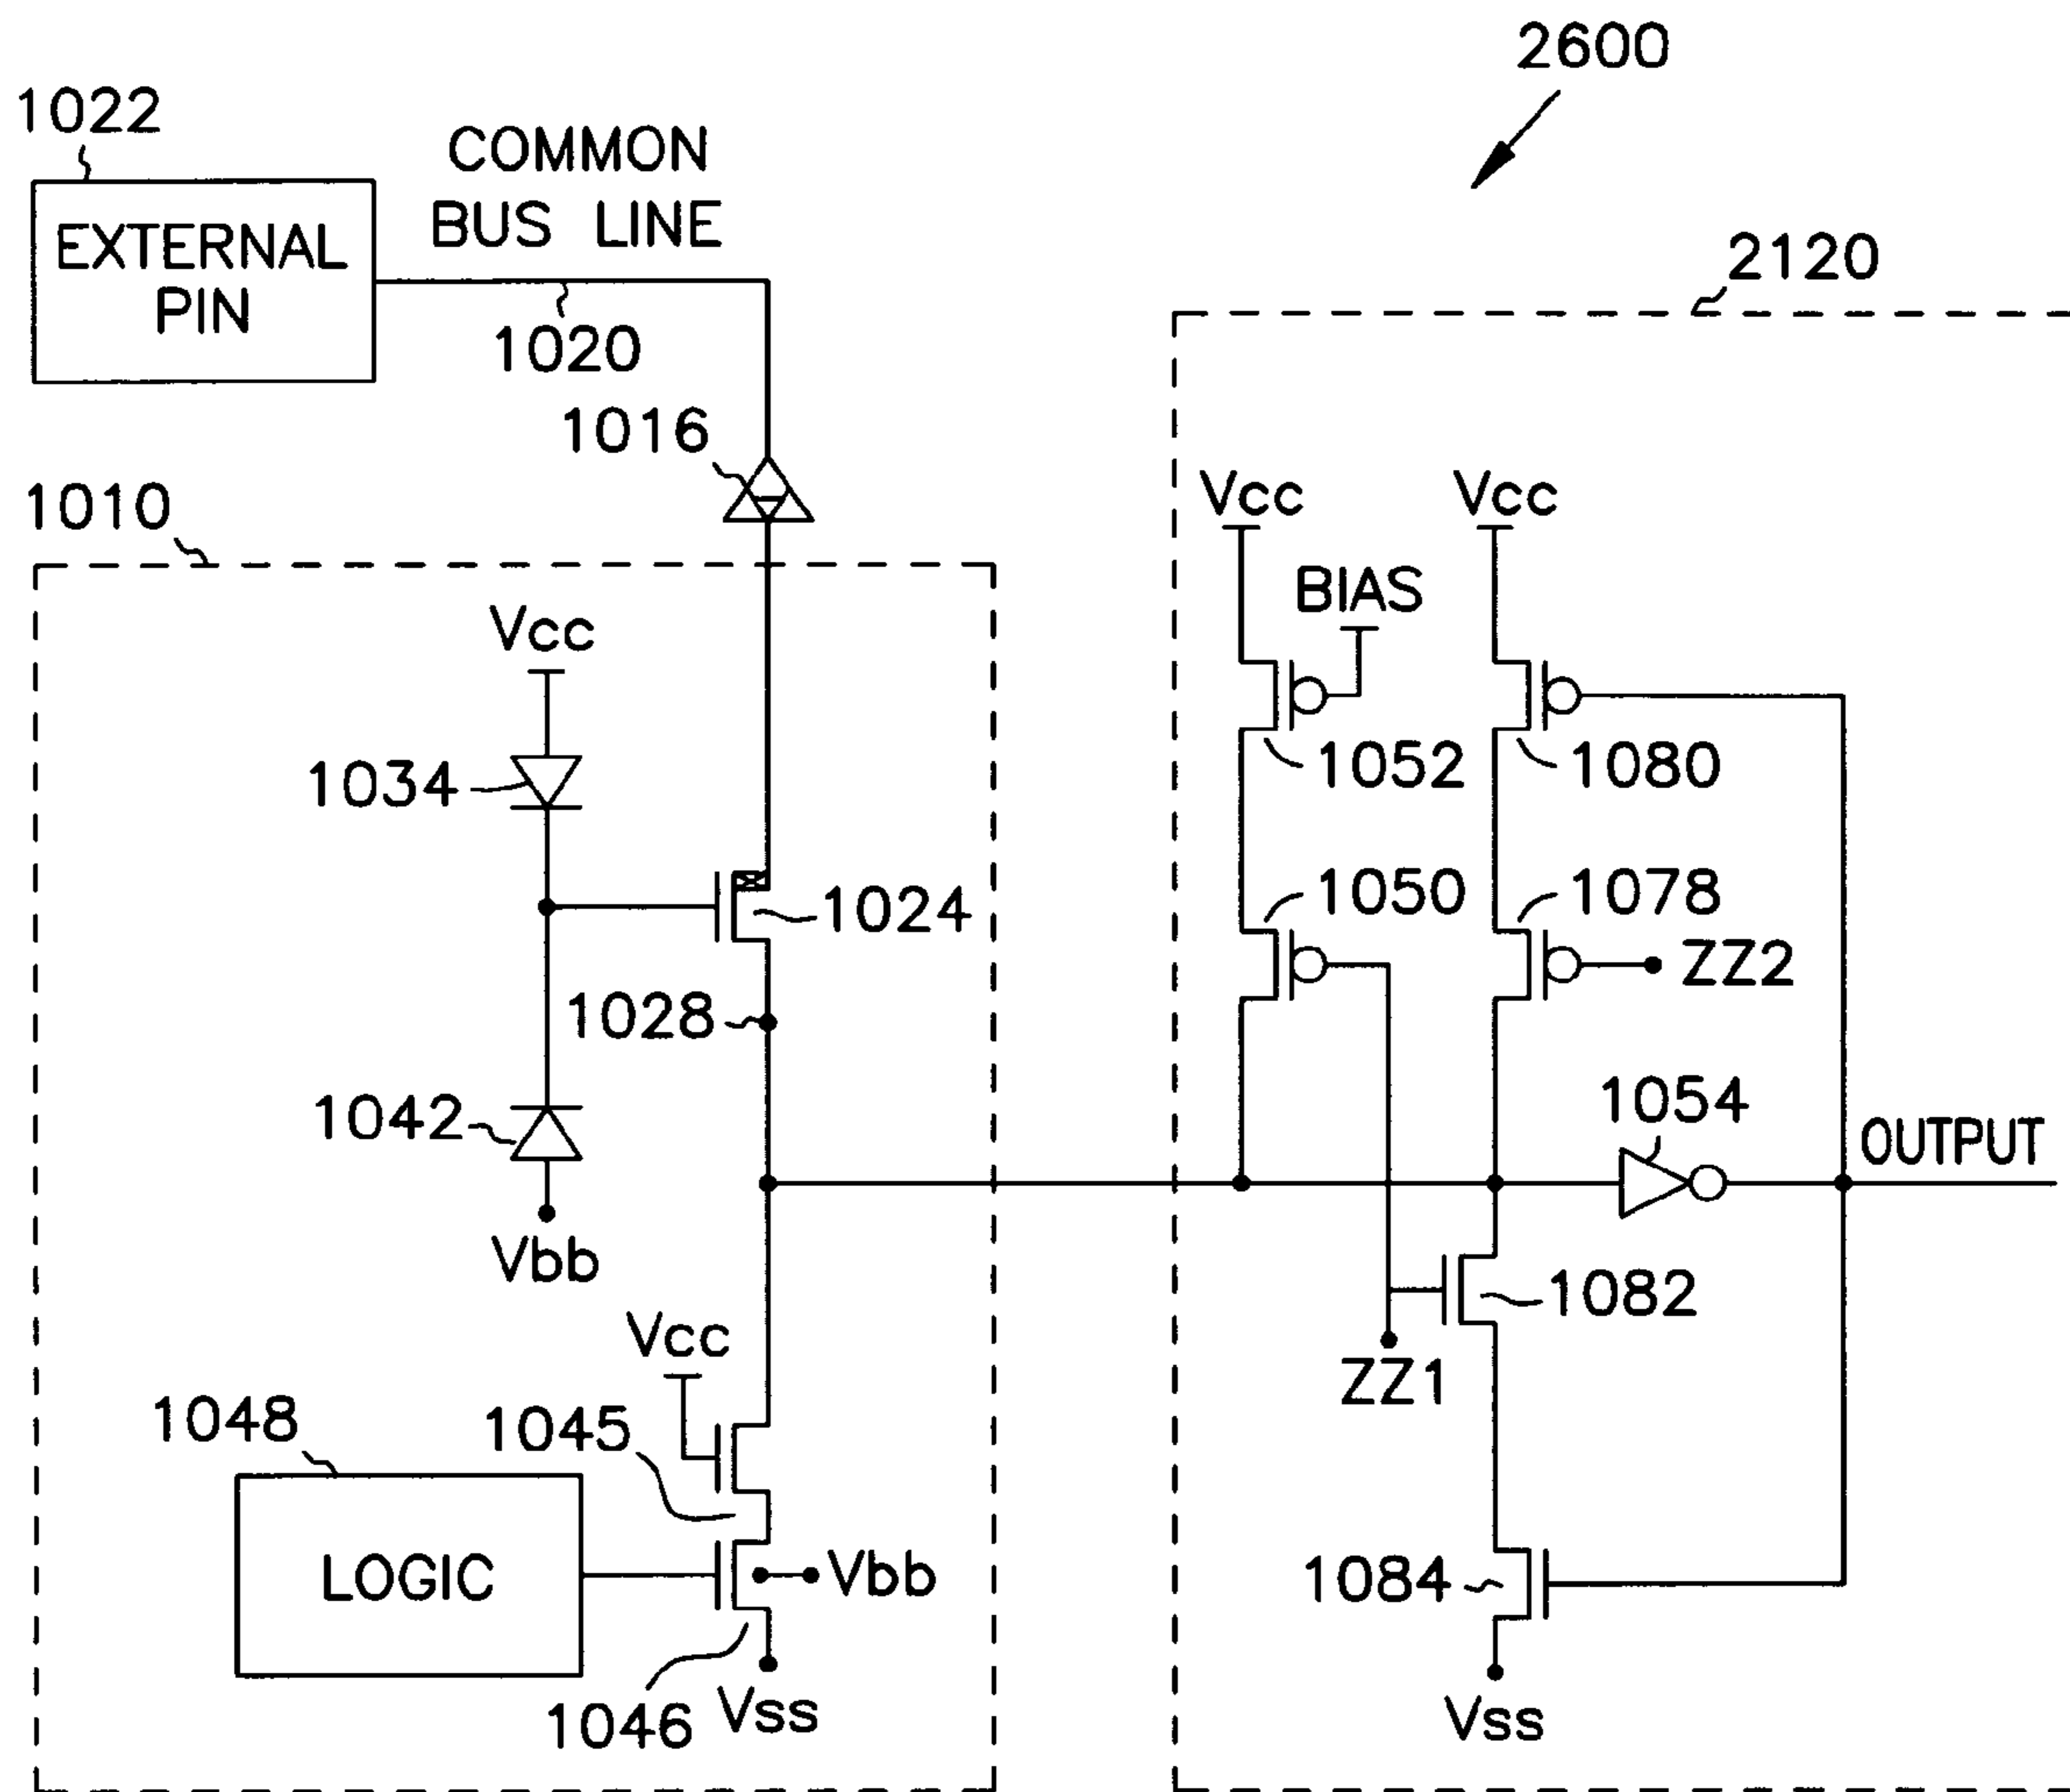 2600
1022
COMMON
BUS LINE
EXTERNAL
PIN
1020
2120
1016
1010
Vcc
Vcc
BIAS
Vcc
1034
1052
1080
1024
1050
1078
ZZ2
1028
1042
1054
OUTPUT
Vbb
1082
Vcc
ZZ1
1048
1045
LOGIC
Vbb
1084
1046
Vss
Vss